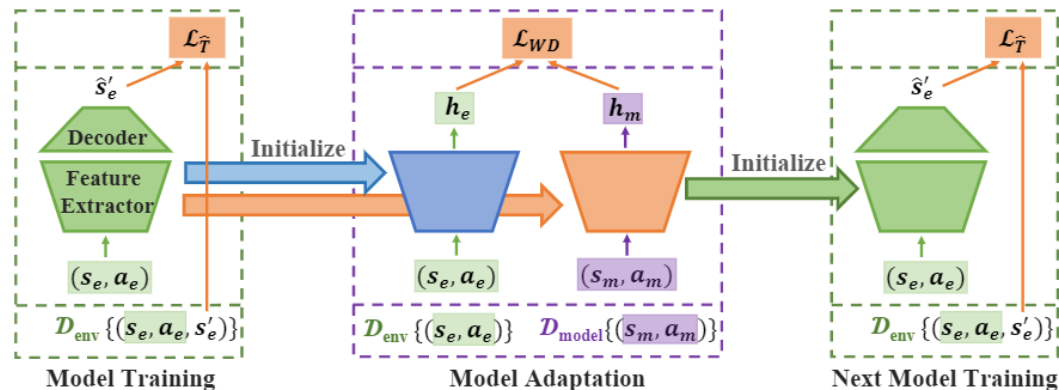 𝓛_T̂
ŝ′_e
Decoder
Feature
Extractor
(s_e, a_e)
𝒟_env {(s_e, a_e, s′_e)}
Model Training
Initialize
𝓛_WD
h_e
h_m
(s_e, a_e)
(s_m, a_m)
𝒟_env {(s_e, a_e)}
𝒟_model{(s_m, a_m)}
Model Adaptation
Initialize
𝓛_T̂
ŝ′_e
(s_e, a_e)
𝒟_env {(s_e, a_e, s′_e)}
Next Model Training